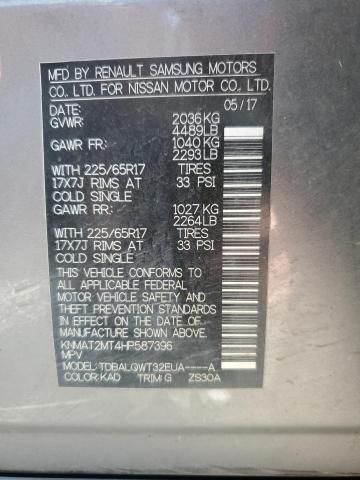 MFD BY RENAULT SAMSUNG MOTORS
CO., LTD. FOR NISSAN MOTOR CO., LTD.
DATE: 05/17
GVWR: 2036 KG
4489 LB
GAWR FR: 1040 KG
2293 LB
WITH 225/65R17 TIRES
17X7J RIMS AT 33 PSI
COLD SINGLE
GAWR RR: 1027 KG
2264 LB
WITH 225/65R17 TIRES
17X7J RIMS AT 33 PSI
COLD SINGLE
THIS VEHICLE CONFORMS TO
ALL APPLICABLE FEDERAL
MOTOR VEHICLE SAFETY AND
THEFT PREVENTION STANDARDS
IN EFFECT ON THE DATE OF
MANUFACTURE SHOWN ABOVE.
KNMAT2MT4HP587396
MPV
MODEL: TDBALQWT32EUA----A
COLOR: KAD TRIM: G ZS30A